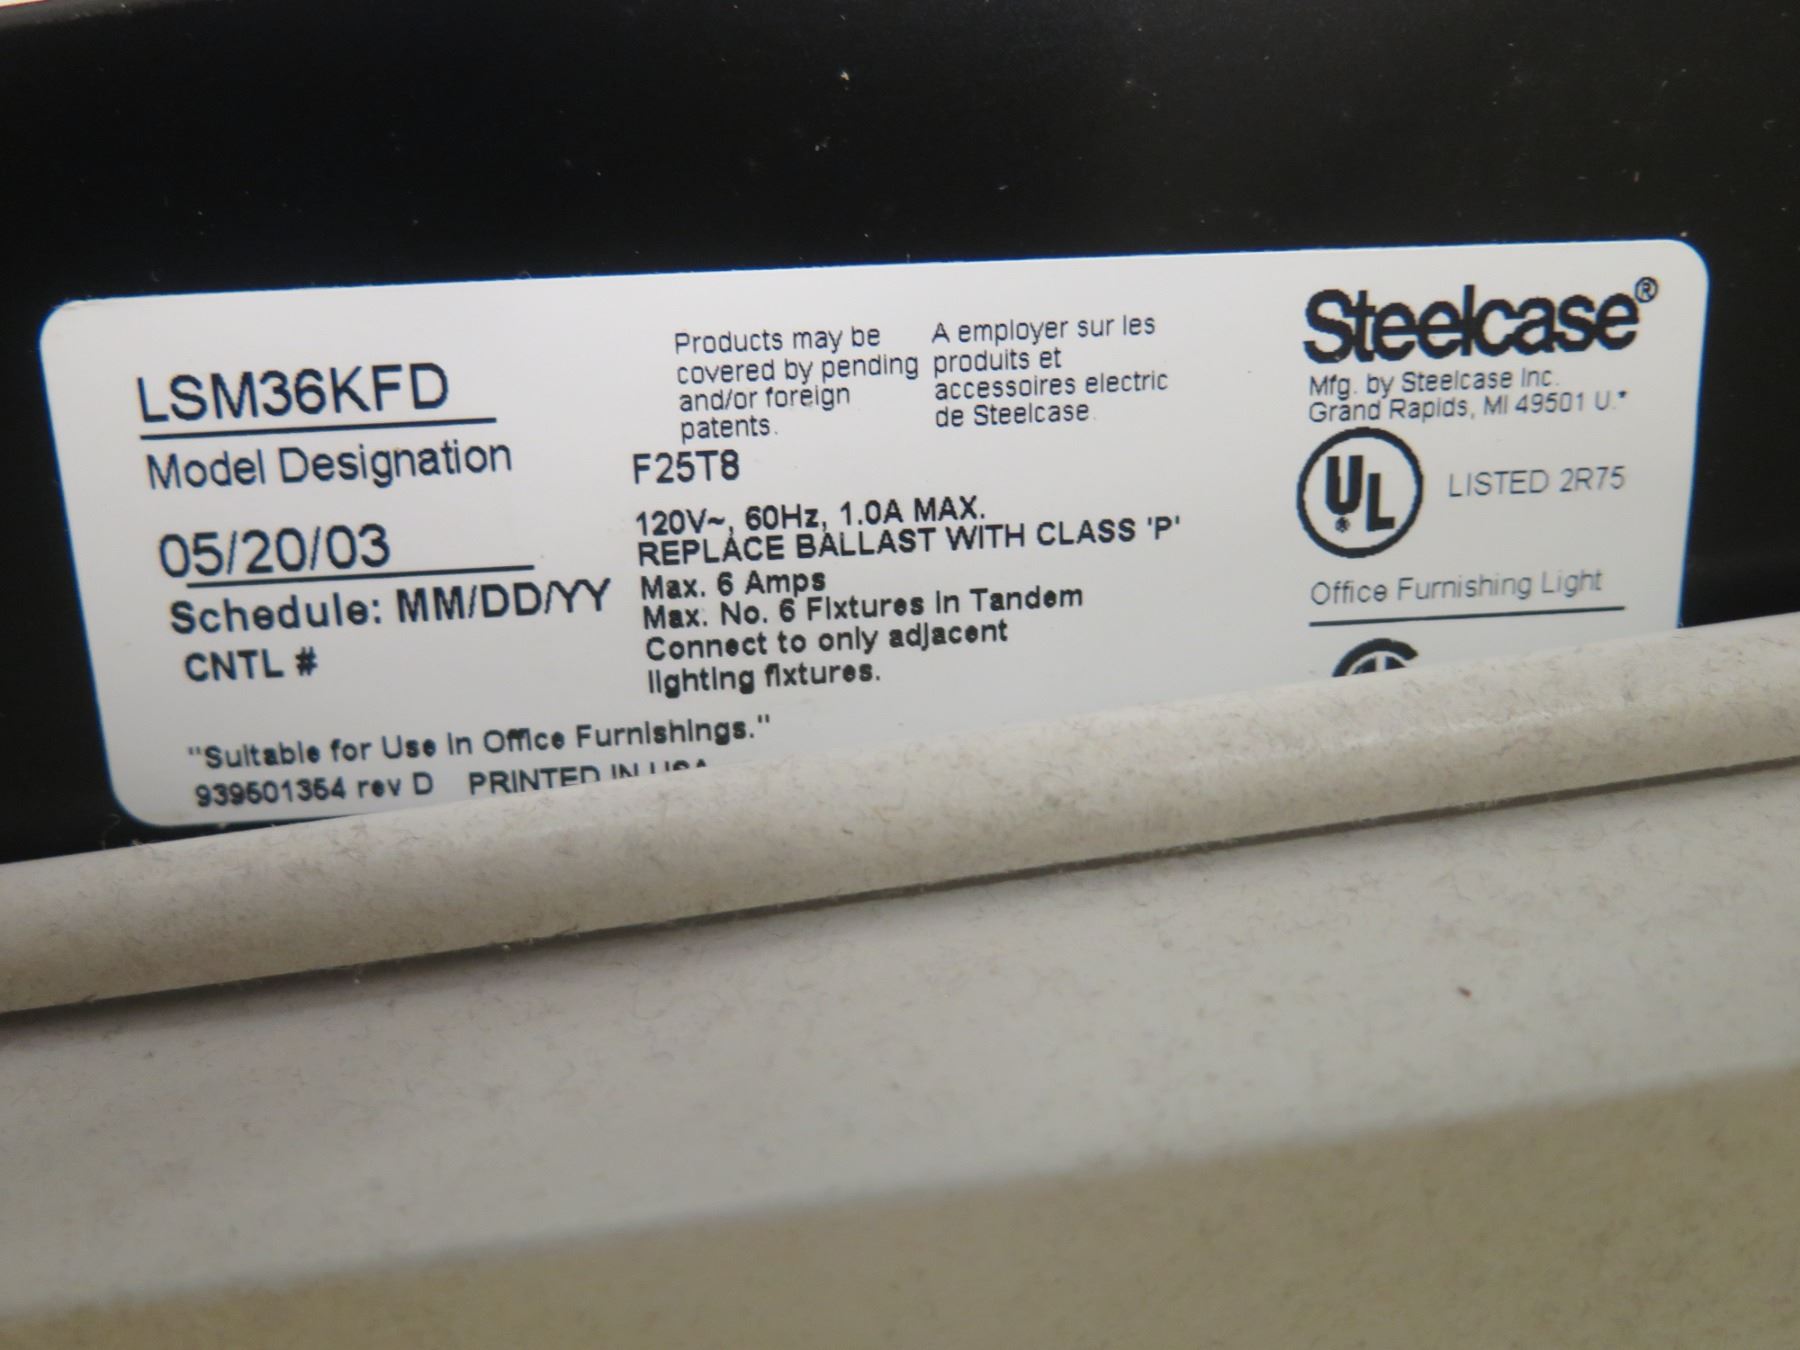 LSM36KFD
Model Designation
05/20/03
Schedule: MM/DD/YY
CNTL #
Products may be
covered by pending
and/or foreign
patents.
A employer sur les
produits et
accessoires electric
de Steelcase.
F25T8
120V~, 60Hz, 1.0A MAX.
REPLACE BALLAST WITH CLASS 'P'
Max. 6 Amps
Max. No. 6 Fixtures in Tandem
Connect to only adjacent
lighting fixtures.
"Suitable for Use in Office Furnishings."
939501354 rev D PRINTED IN USA
Steelcase®
Mfg. by Steelcase Inc.
Grand Rapids, MI 49501 U.*
UL®
LISTED 2R75
Office Furnishing Light